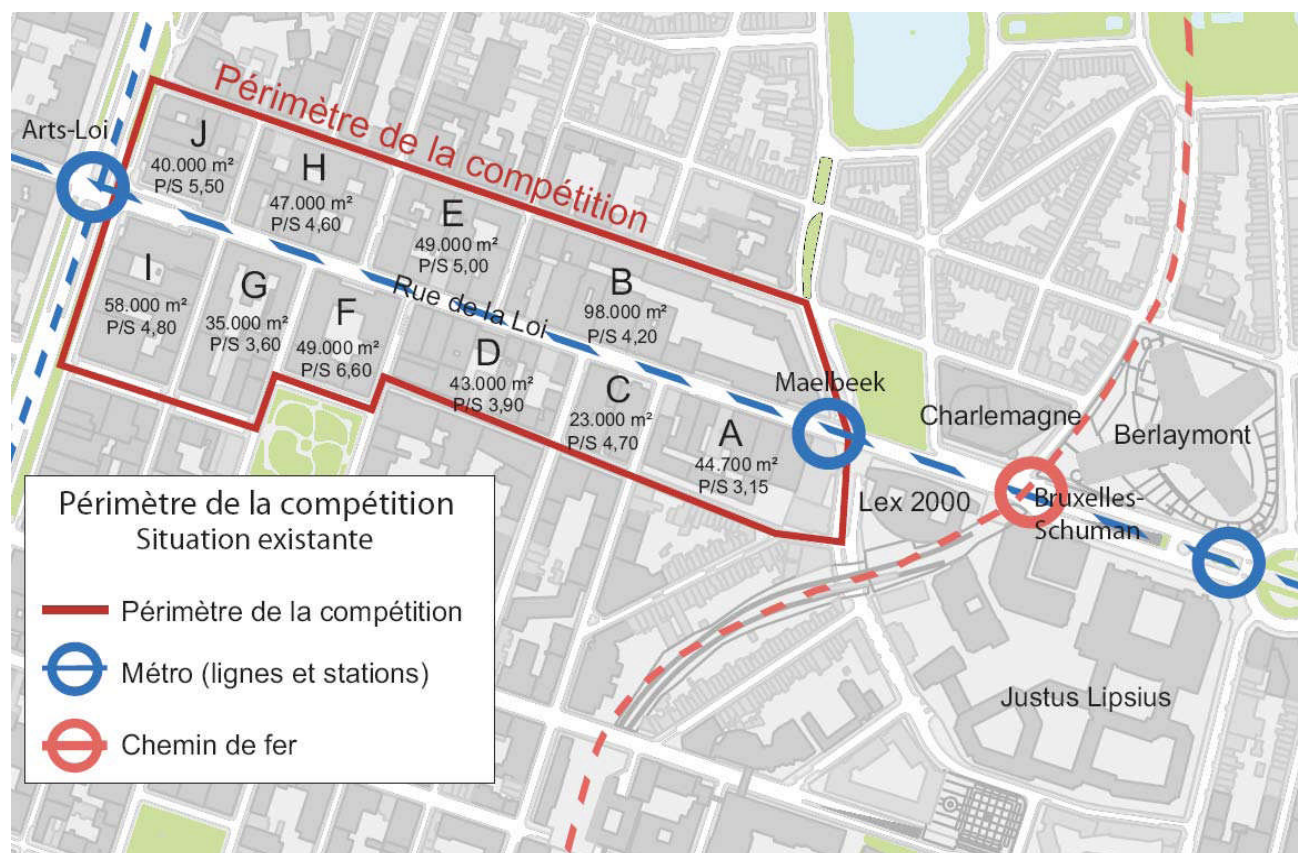 Périmètre de la compétition
Arts-Loi
J
40.000 m²
P/S 5,50
H
47.000 m²
P/S 4,60
E
49.000 m²
P/S 5,00
B
98.000 m²
P/S 4,20
I
58.000 m²
P/S 4,80
G
35.000 m²
P/S 3,60
F
49.000 m²
P/S 6,60
Rue de la Loi
D
43.000 m²
P/S 3,90
C
23.000 m²
P/S 4,70
A
44.700 m²
P/S 3,15
Maelbeek
Charlemagne
Berlaymont
Lex 2000
Bruxelles-
Schuman
Justus Lipsius
Périmètre de la compétition
Situation existante
Périmètre de la compétition
Métro (lignes et stations)
Chemin de fer